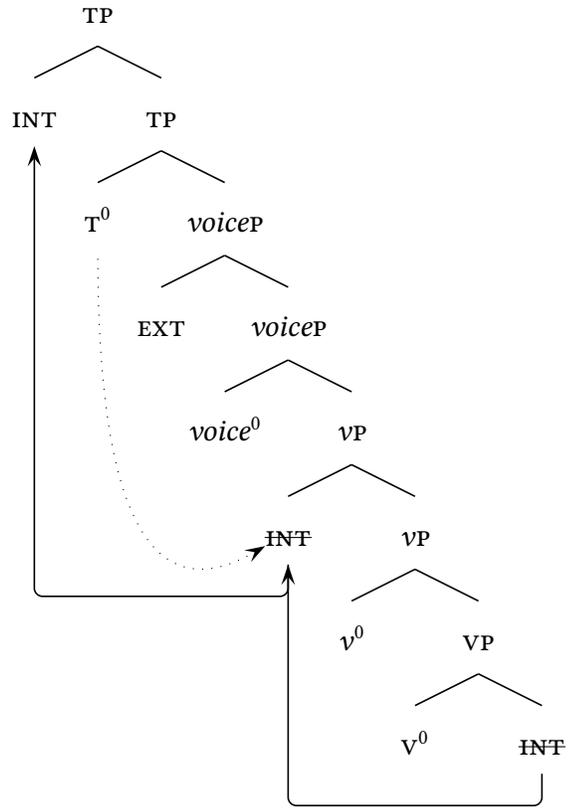 TP
INT TP
T⁰ voiceP
EXT voiceP
voice⁰ vP
INT vP
v⁰ VP
V⁰ INT